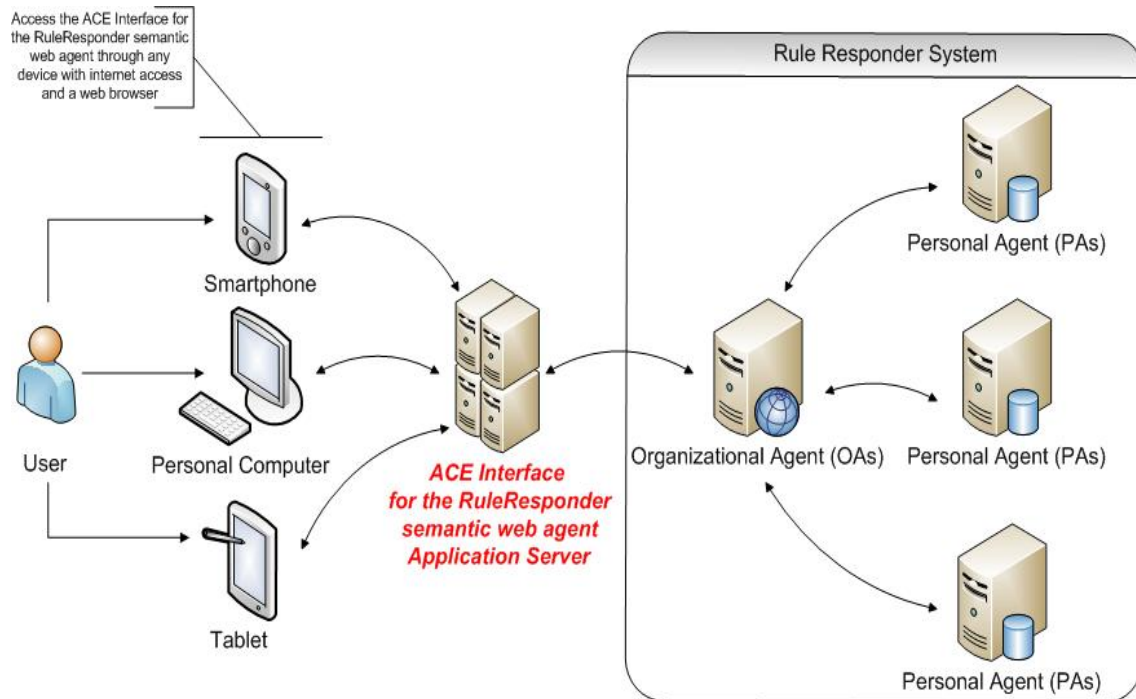 Access the ACE Interface for
the RuleResponder semantic
web agent through any
device with internet access
and a web browser
Rule Responder System
Smartphone
Personal Agent (PAs)
User
Personal Computer
Organizational Agent (OAs)
Personal Agent (PAs)
ACE Interface
for the RuleResponder
semantic web agent
Application Server
Tablet
Personal Agent (PAs)